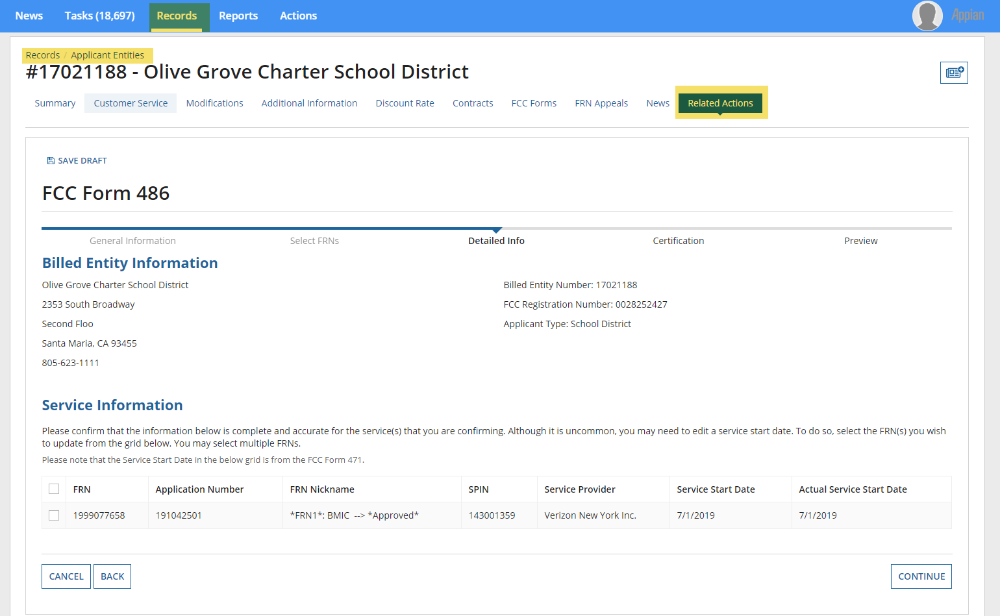 News Tasks (18,697) Records Reports Actions Appian
Records / Applicant Entities
#17021188 - Olive Grove Charter School District
Summary Customer Service Modifications Additional Information Discount Rate Contracts FCC Forms FRN Appeals News Related Actions
SAVE DRAFT
FCC Form 486
General Information Select FRNs Detailed Info Certification Preview
Billed Entity Information
Olive Grove Charter School District Billed Entity Number: 17021188
2353 South Broadway FCC Registration Number: 0028252427
Second Floo Applicant Type: School District
Santa Maria, CA 93455
805-623-1111
Service Information
Please confirm that the information below is complete and accurate for the service(s) that you are confirming. Although it is uncommon, you may need to edit a service start date. To do so, select the FRN(s) you wish
to update from the grid below. You may select multiple FRNs.
Please note that the Service Start Date in the below grid is from the FCC Form 471.
FRN Application Number FRN Nickname SPIN Service Provider Service Start Date Actual Service Start Date
1999077658 191042501 *FRN1*: BMIC --> *Approved* 143001359 Verizon New York Inc. 7/1/2019 7/1/2019
CANCEL BACK CONTINUE